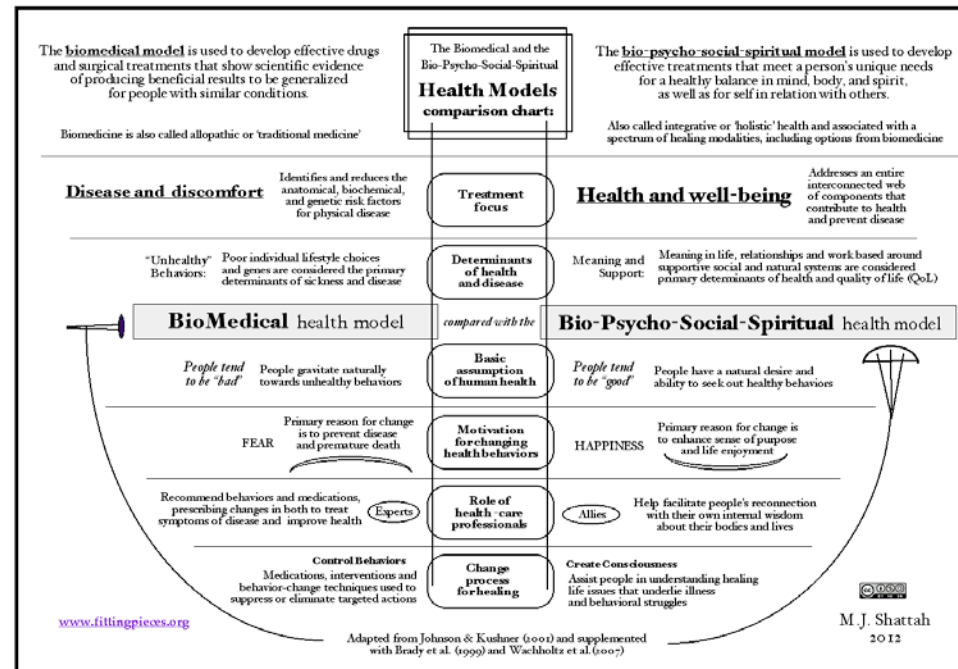 The biomedical model is used to develop effective drugs
and surgical treatments that show scientific evidence
of producing beneficial results to be generalized
for people with similar conditions.
Biomedicine is also called allopathic or 'traditional medicine'
The Biomedical and the
Bio-Psycho-Social-Spiritual
Health Models
comparison chart:
The bio-psycho-social-spiritual model is used to develop
effective treatments that meet a person's unique needs
for a healthy balance in mind, body, and spirit,
as well as for self in relation with others.
Also called integrative or 'holistic' health and associated with a
spectrum of healing modalities, including options from biomedicine
Disease and discomfort
Identifies and reduces the
anatomical, biochemical,
and genetic risk factors
for physical disease
Treatment
focus
Health and well-being
Addresses an entire
interconnected web
of components that
contribute to health
and prevent disease
"Unhealthy"
Behaviors:
Poor individual lifestyle choices
and genes are considered the primary
determinants of sickness and disease
Determinants
of health
and disease
Meaning and
Support:
Meaning in life, relationships and work based around
supportive social and natural systems are considered
primary determinants of health and quality of life (QoL)
BioMedical health model
compared with the
Bio-Psycho-Social-Spiritual health model
People tend
to be "bad"
People gravitate naturally
towards unhealthy behaviors
Basic
assumption
of human health
People tend
to be "good"
People have a natural desire and
ability to seek out healthy behaviors
FEAR
Primary reason for change
is to prevent disease
and premature death
Motivation
for changing
health behaviors
HAPPINESS
Primary reason for change is
to enhance sense of purpose
and life enjoyment
Recommend behaviors and medications,
prescribing changes in both to treat
symptoms of disease and improve health
Experts
Role of
health-care
professionals
Allies
Help facilitate people's reconnection
with their own internal wisdom
about their bodies and lives
Control Behaviors
Medications, interventions and
behavior-change techniques used to
suppress or eliminate targeted actions
Change
process
for healing
Create Consciousness
Assist people in understanding healing
life issues that underlie illness
and behavioral struggles
www.fittingpieces.org
Adapted from Johnson & Kushner (2001) and supplemented
with Brady et al. (1999) and Wachholtz et al. (2007)
M.J. Shattah
2012